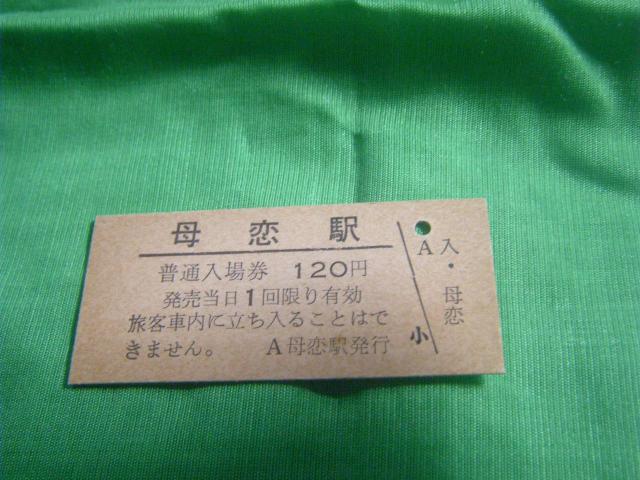 母恋駅
普通入場券 120円
発売当日1回限り有効
旅客車内に立ち入ることはで
きません。 A母恋駅発行
A
小
入・母恋